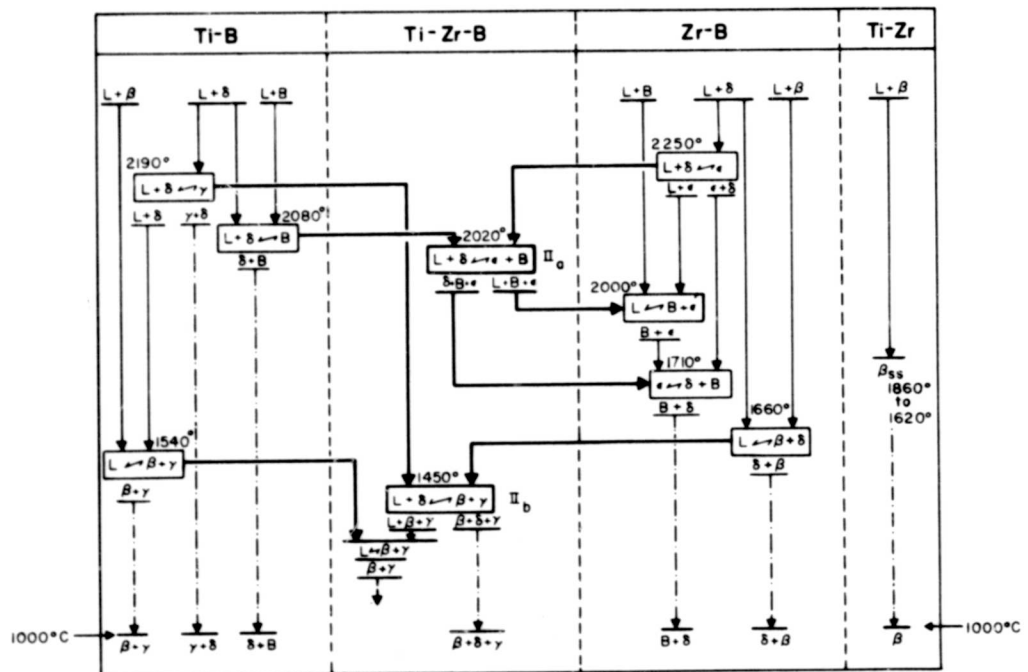 Ti-B Ti-Zr-B Zr-B Ti-Zr
L+β L+δ L+B L+B L+δ L+β L+β
2190° 2250°
L+δ ↔ γ L+δ ↔ ε
L+δ γ+δ L+ε ε+δ
2080° 2020°
L+δ ↔ B L+δ ↔ ε+B II a
δ+B δ+B+ε L+B+ε
2000°
L ↔ B+ε
B+ε
1710° βss
ε ↔ δ+B 1860°
B+δ to
1660° 1620°
1540° L ↔ β+δ
L ↔ β+γ δ+β
β+γ 1450°
L+δ ↔ β+γ II b
L+β+γ β+δ+γ
L↔β+γ
β+γ
1000°C β+γ γ+δ δ+B β+δ+γ B+δ δ+β β 1000°C